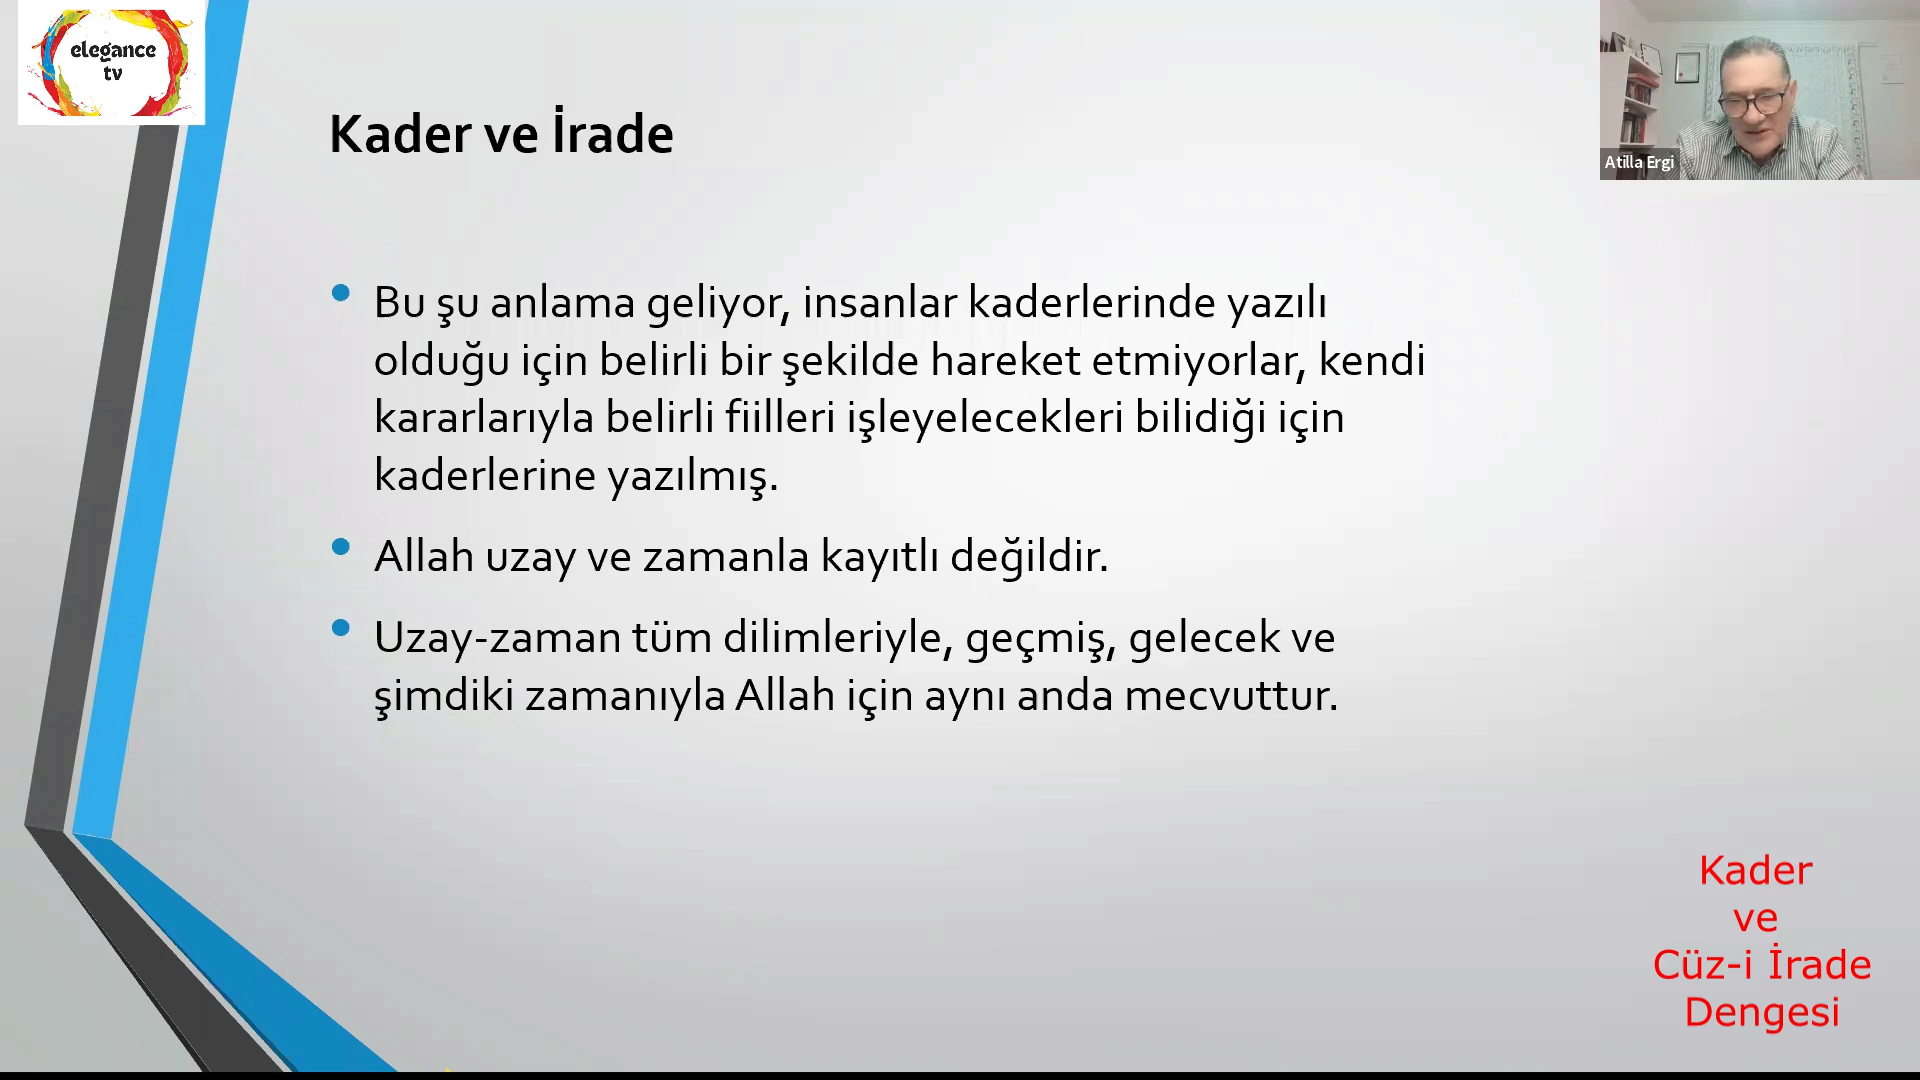 elegance
tv
Atilla Ergi
Kader ve İrade
Bu şu anlama geliyor, insanlar kaderlerinde yazılı
olduğu için belirli bir şekilde hareket etmiyorlar, kendi
kararlarıyla belirli fiilleri işleyelecekleri bilidiği için
kaderlerine yazılmış.
Allah uzay ve zamanla kayıtlı değildir.
Uzay-zaman tüm dilimleriyle, geçmiş, gelecek ve
şimdiki zamanıyla Allah için aynı anda mecvuttur.
Kader
ve
Cüz-i İrade
Dengesi